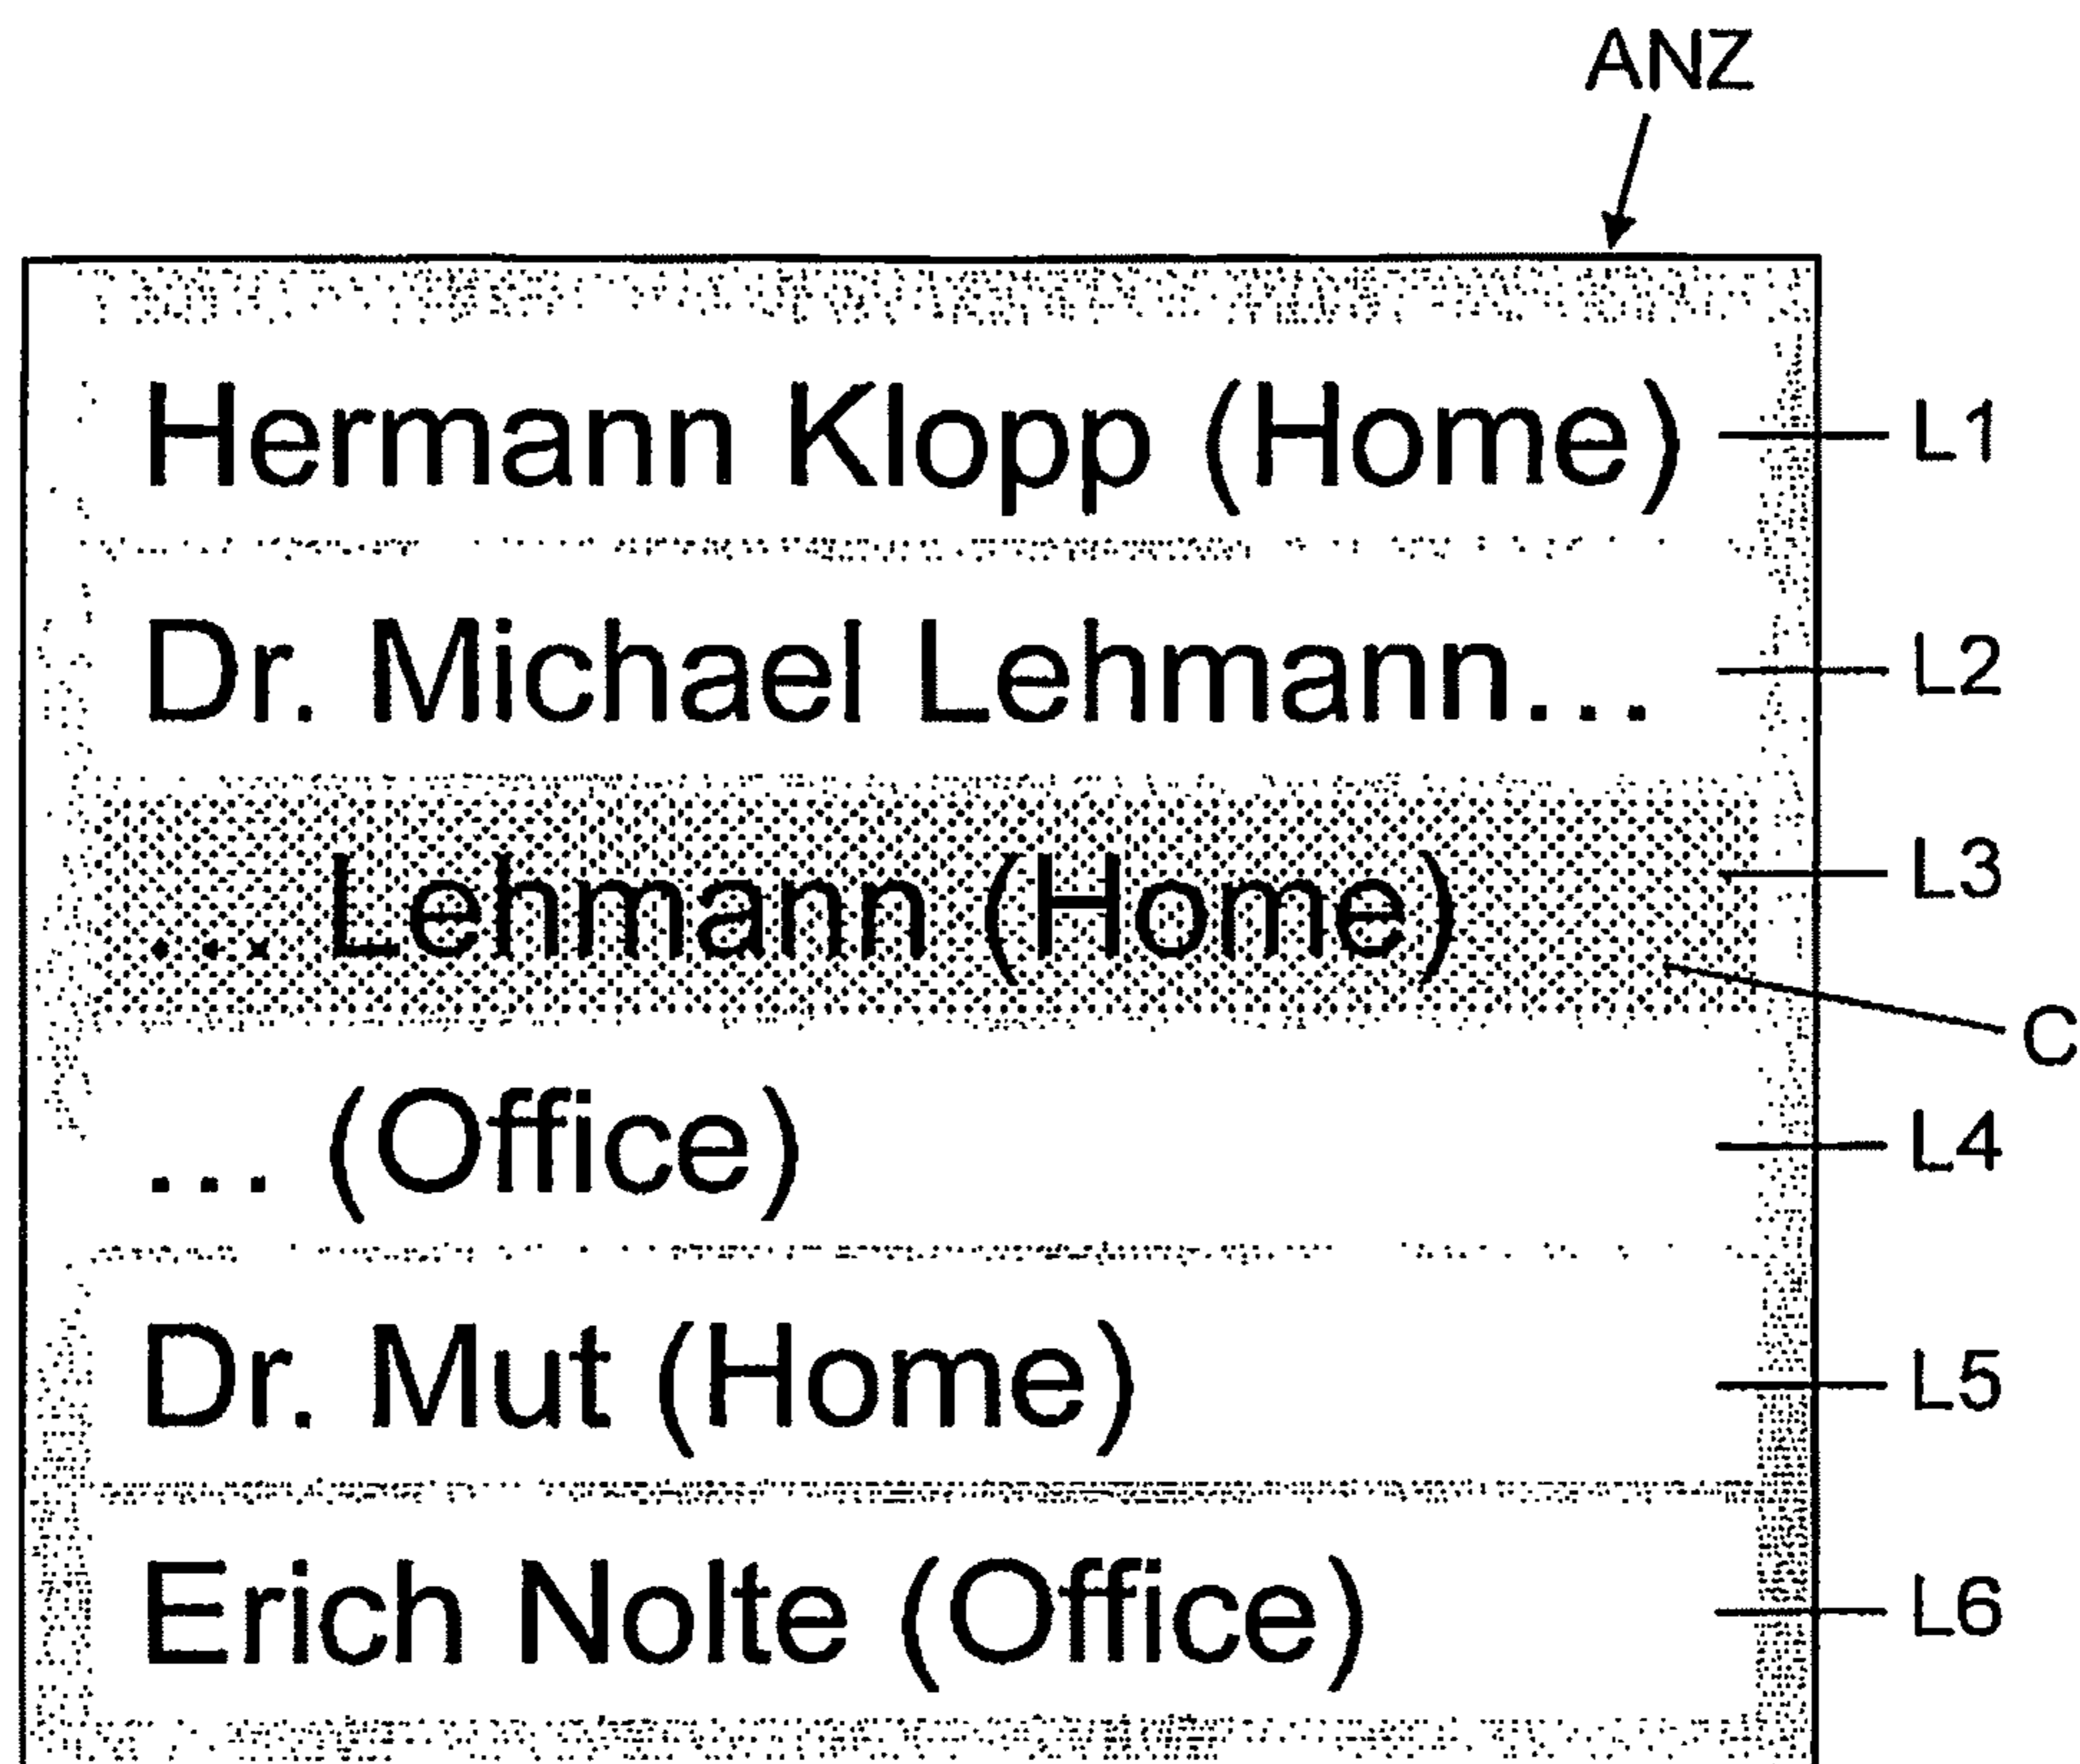 ANZ
Hermann Klopp (Home) L1
Dr. Michael Lehmann... L2
... Lehmann (Home) L3
C
... (Office) L4
Dr. Mut (Home) L5
Erich Nolte (Office) L6